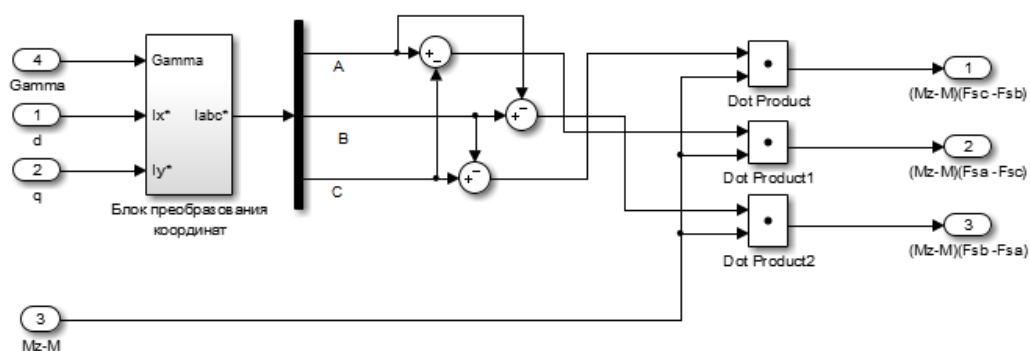 4
Gamma
1
d
2
q
3
Mz-M
Gamma
Ix*
Iy*
Iabc*
Блок преобразования
координат
A
B
C
Dot Product
Dot Product1
Dot Product2
1
(Mz-M)(Fsc -Fsb)
2
(Mz-M)(Fsa -Fsc)
3
(Mz-M)(Fsb -Fsa)